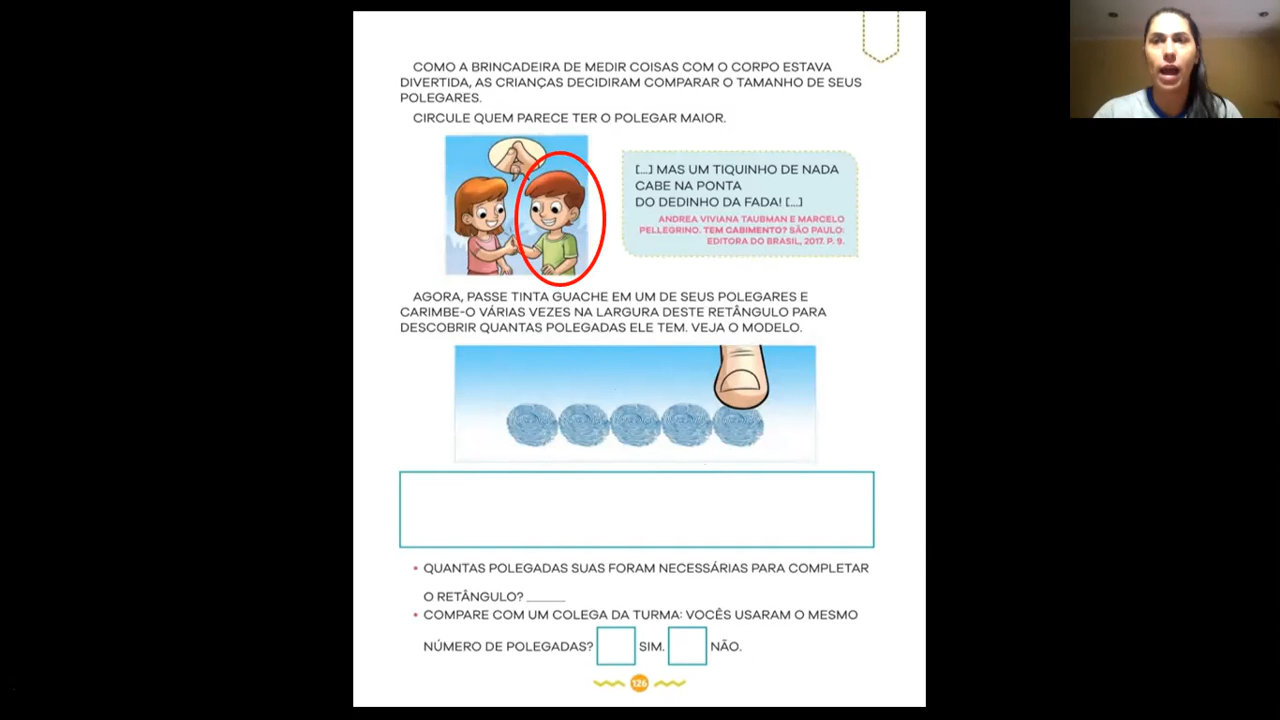 COMO A BRINCADEIRA DE MEDIR COISAS COM O CORPO ESTAVA
DIVERTIDA, AS CRIANÇAS DECIDIRAM COMPARAR O TAMANHO DE SEUS
POLEGARES.
CIRCULE QUEM PARECE TER O POLEGAR MAIOR.
[...] MAS UM TIQUINHO DE NADA
CABE NA PONTA
DO DEDINHO DA FADA! [...]
ANDREA VIVIANA TAUBMAN E MARCELO
PELLEGRINO. TEM CABIMENTO? SÃO PAULO:
EDITORA DO BRASIL, 2017. P. 9.
AGORA, PASSE TINTA GUACHE EM UM DE SEUS POLEGARES E
CARIMBE-O VÁRIAS VEZES NA LARGURA DESTE RETÂNGULO PARA
DESCOBRIR QUANTAS POLEGADAS ELE TEM. VEJA O MODELO.
• QUANTAS POLEGADAS SUAS FORAM NECESSÁRIAS PARA COMPLETAR
O RETÂNGULO? ______
• COMPARE COM UM COLEGA DA TURMA: VOCÊS USARAM O MESMO
NÚMERO DE POLEGADAS? SIM. NÃO.
126